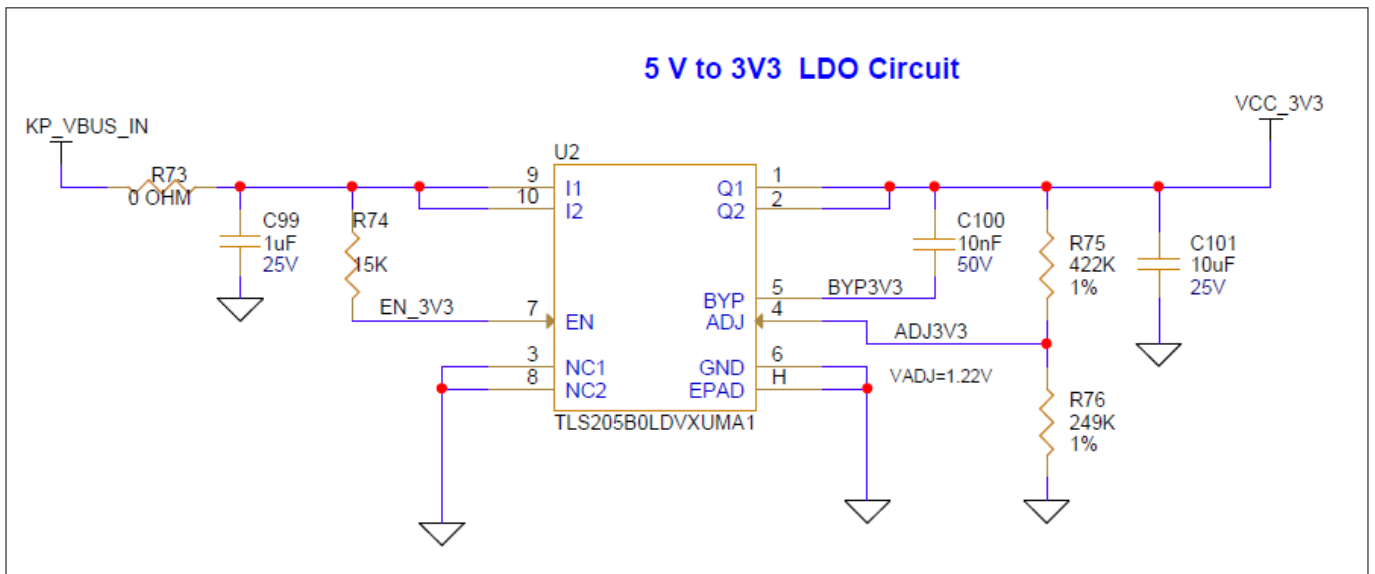 5 V to 3V3 LDO Circuit
KP_VBUS_IN
VCC_3V3
R73
0 OHM
C99
1uF
25V
R74
15K
EN_3V3
U2
9
10
7
3
8
I1
I2
EN
NC1
NC2
Q1
Q2
BYP
ADJ
GND
EPAD
1
2
5
4
6
H
TLS205B0LDVXUMA1
BYP3V3
ADJ3V3
VADJ=1.22V
C100
10nF
50V
R75
422K
1%
C101
10uF
25V
R76
249K
1%